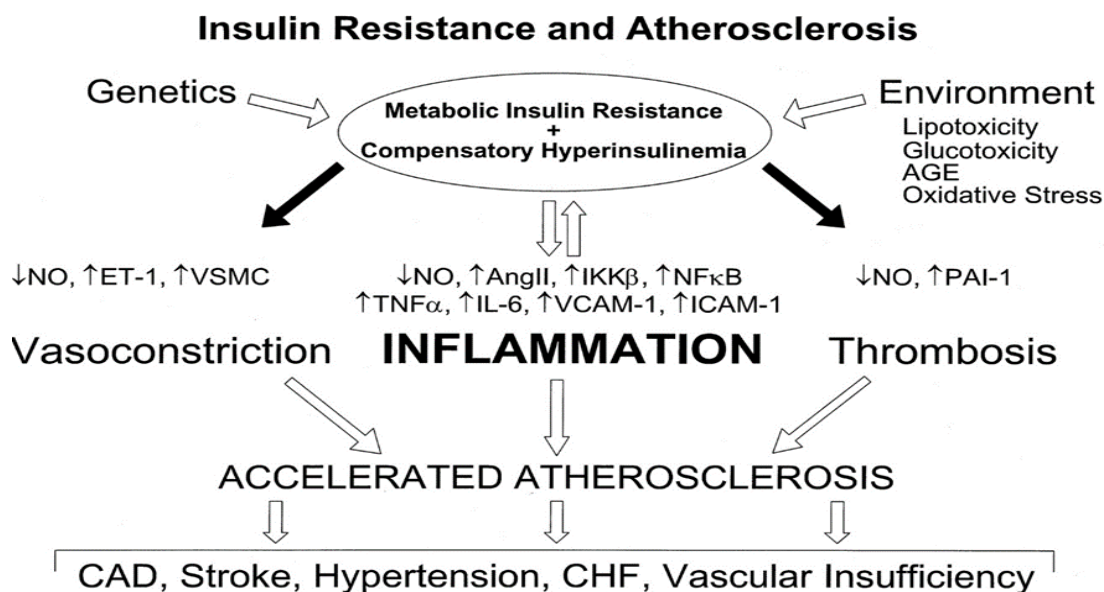 Insulin Resistance and Atherosclerosis
Genetics
Metabolic Insulin Resistance
+
Compensatory Hyperinsulinemia
Environment
Lipotoxicity
Glucotoxicity
AGE
Oxidative Stress
↓NO, ↑ET-1, ↑VSMC
↓NO, ↑AngII, ↑IKKβ, ↑NFκB
↑TNFα, ↑IL-6, ↑VCAM-1, ↑ICAM-1
↓NO, ↑PAI-1
Vasoconstriction
INFLAMMATION
Thrombosis
ACCELERATED ATHEROSCLEROSIS
CAD, Stroke, Hypertension, CHF, Vascular Insufficiency